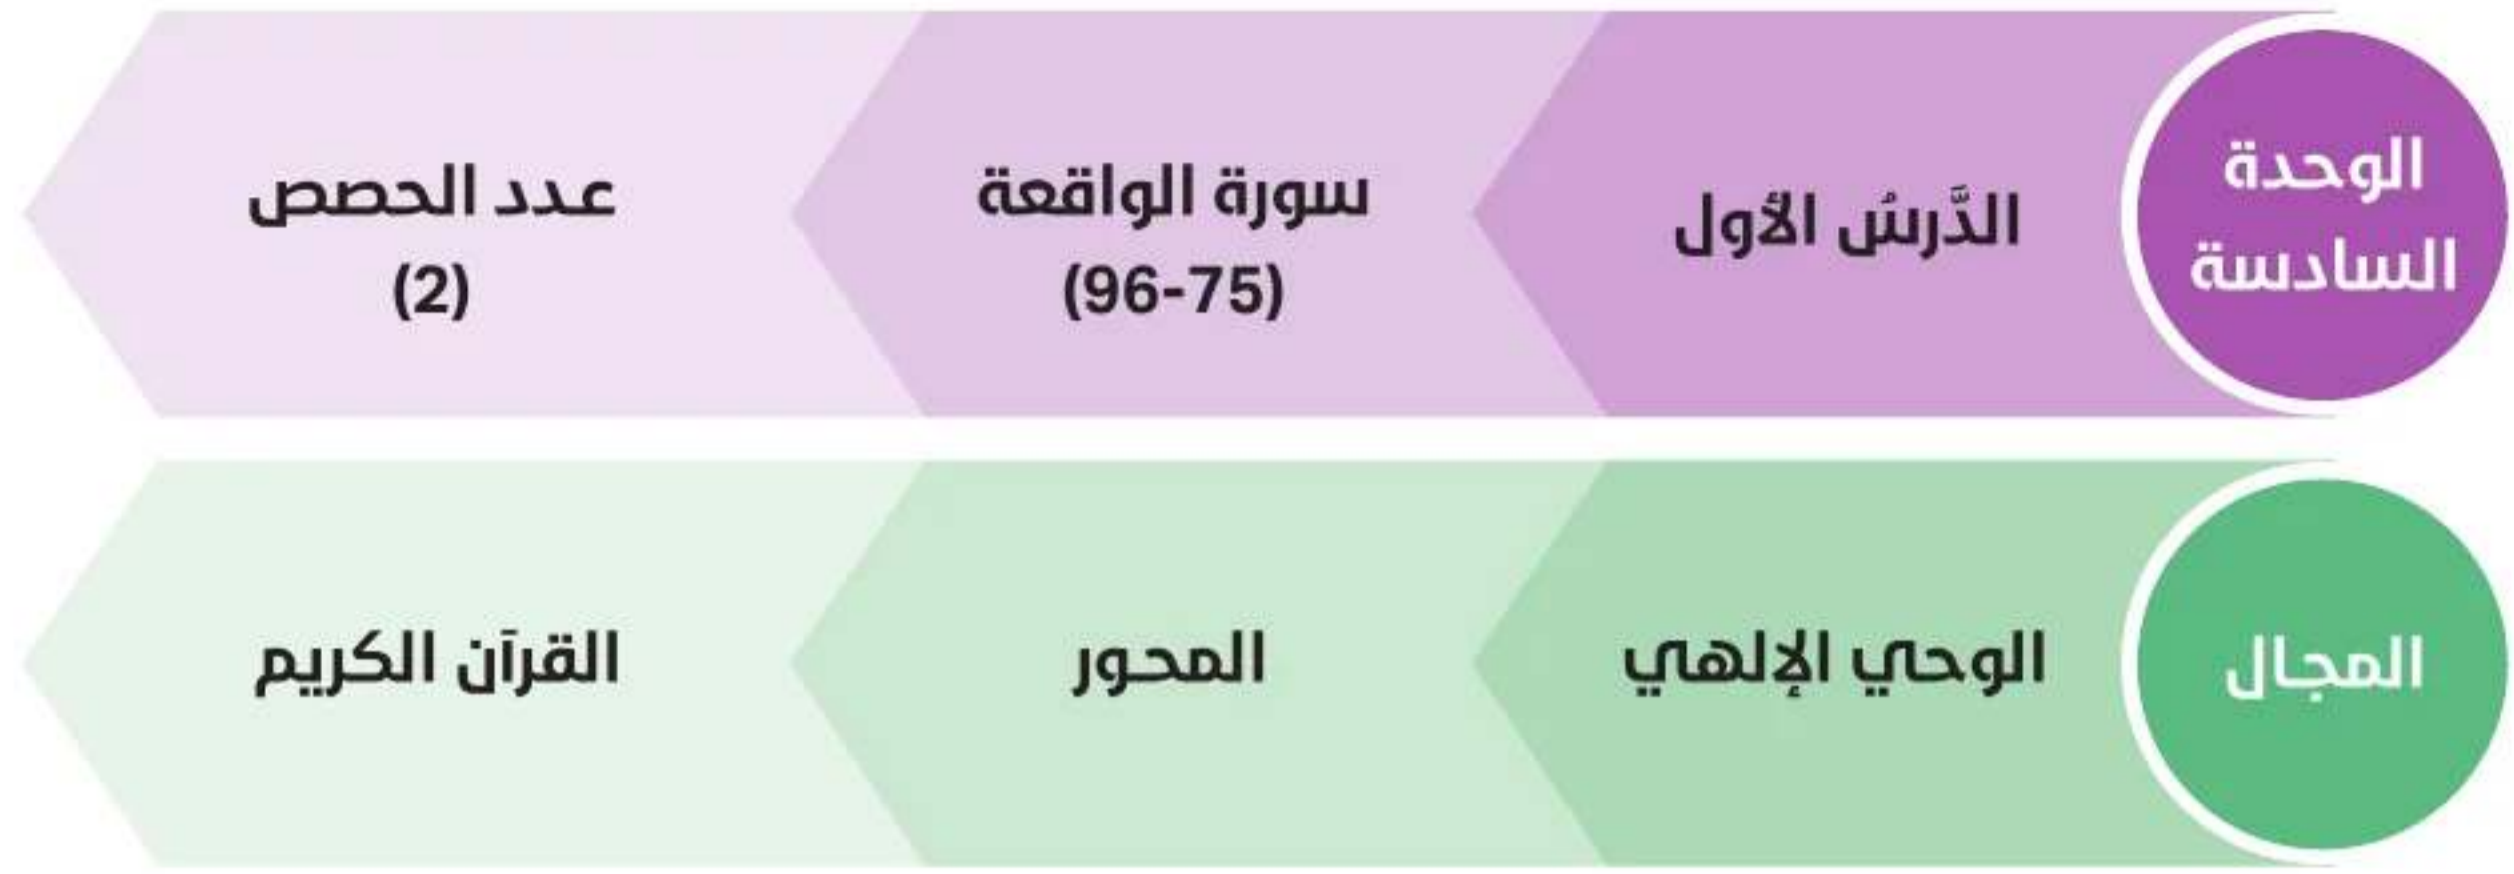 الوحدة
السادسة
الدَّرسُ الأول
سورة الواقعة
(75-96)
عدد الحصص
(2)
المجال
الوحي الإلهي
المحور
القرآن الكريم